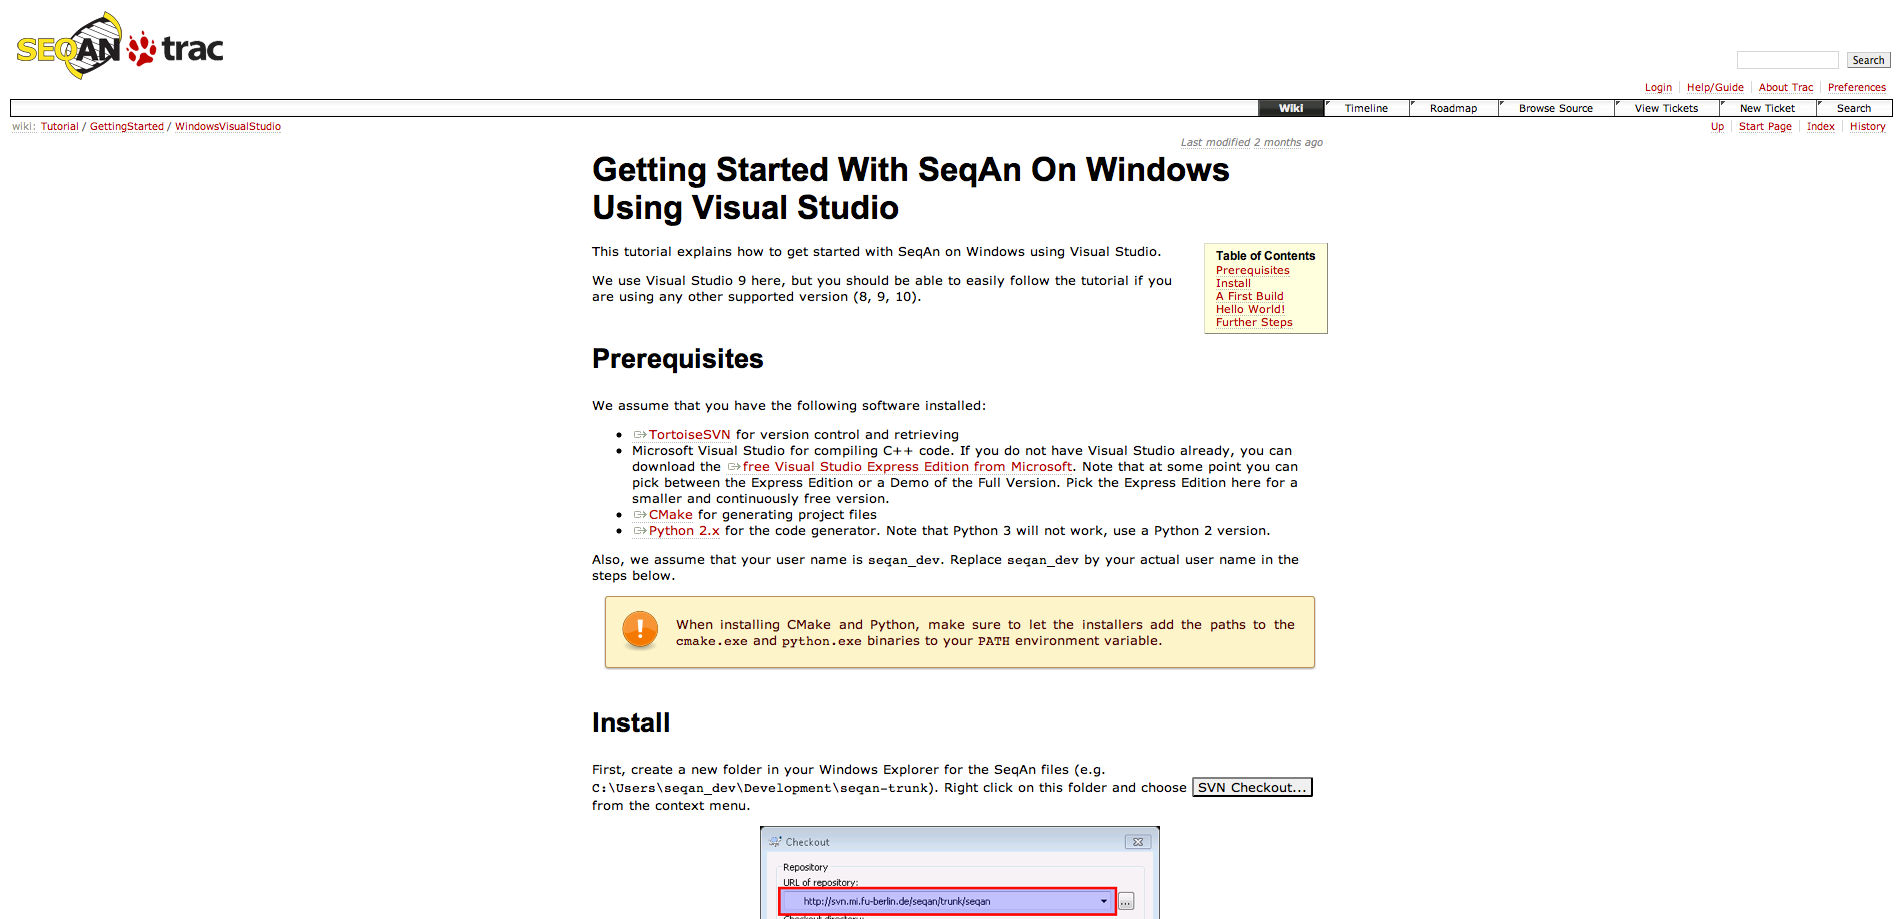 SEQAN trac
Search
Login Help/Guide About Trac Preferences
Wiki Timeline Roadmap Browse Source View Tickets New Ticket Search
wiki: Tutorial / GettingStarted / WindowsVisualStudio
Up Start Page Index History
Last modified 2 months ago
Getting Started With SeqAn On Windows
Using Visual Studio
This tutorial explains how to get started with SeqAn on Windows using Visual Studio.
We use Visual Studio 9 here, but you should be able to easily follow the tutorial if you
are using any other supported version (8, 9, 10).
Table of Contents
Prerequisites
Install
A First Build
Hello World!
Further Steps
Prerequisites
We assume that you have the following software installed:
• TortoiseSVN for version control and retrieving
• Microsoft Visual Studio for compiling C++ code. If you do not have Visual Studio already, you can
download the free Visual Studio Express Edition from Microsoft. Note that at some point you can
pick between the Express Edition or a Demo of the Full Version. Pick the Express Edition here for a
smaller and continuously free version.
• CMake for generating project files
• Python 2.x for the code generator. Note that Python 3 will not work, use a Python 2 version.
Also, we assume that your user name is seqan_dev. Replace seqan_dev by your actual user name in the
steps below.
When installing CMake and Python, make sure to let the installers add the paths to the
cmake.exe and python.exe binaries to your PATH environment variable.
Install
First, create a new folder in your Windows Explorer for the SeqAn files (e.g.
C:\Users\seqan_dev\Development\seqan-trunk). Right click on this folder and choose SVN Checkout...
from the context menu.
Checkout
Repository
URL of repository:
http://svn.mi.fu-berlin.de/seqan/trunk/seqan
...
Checkout directory: